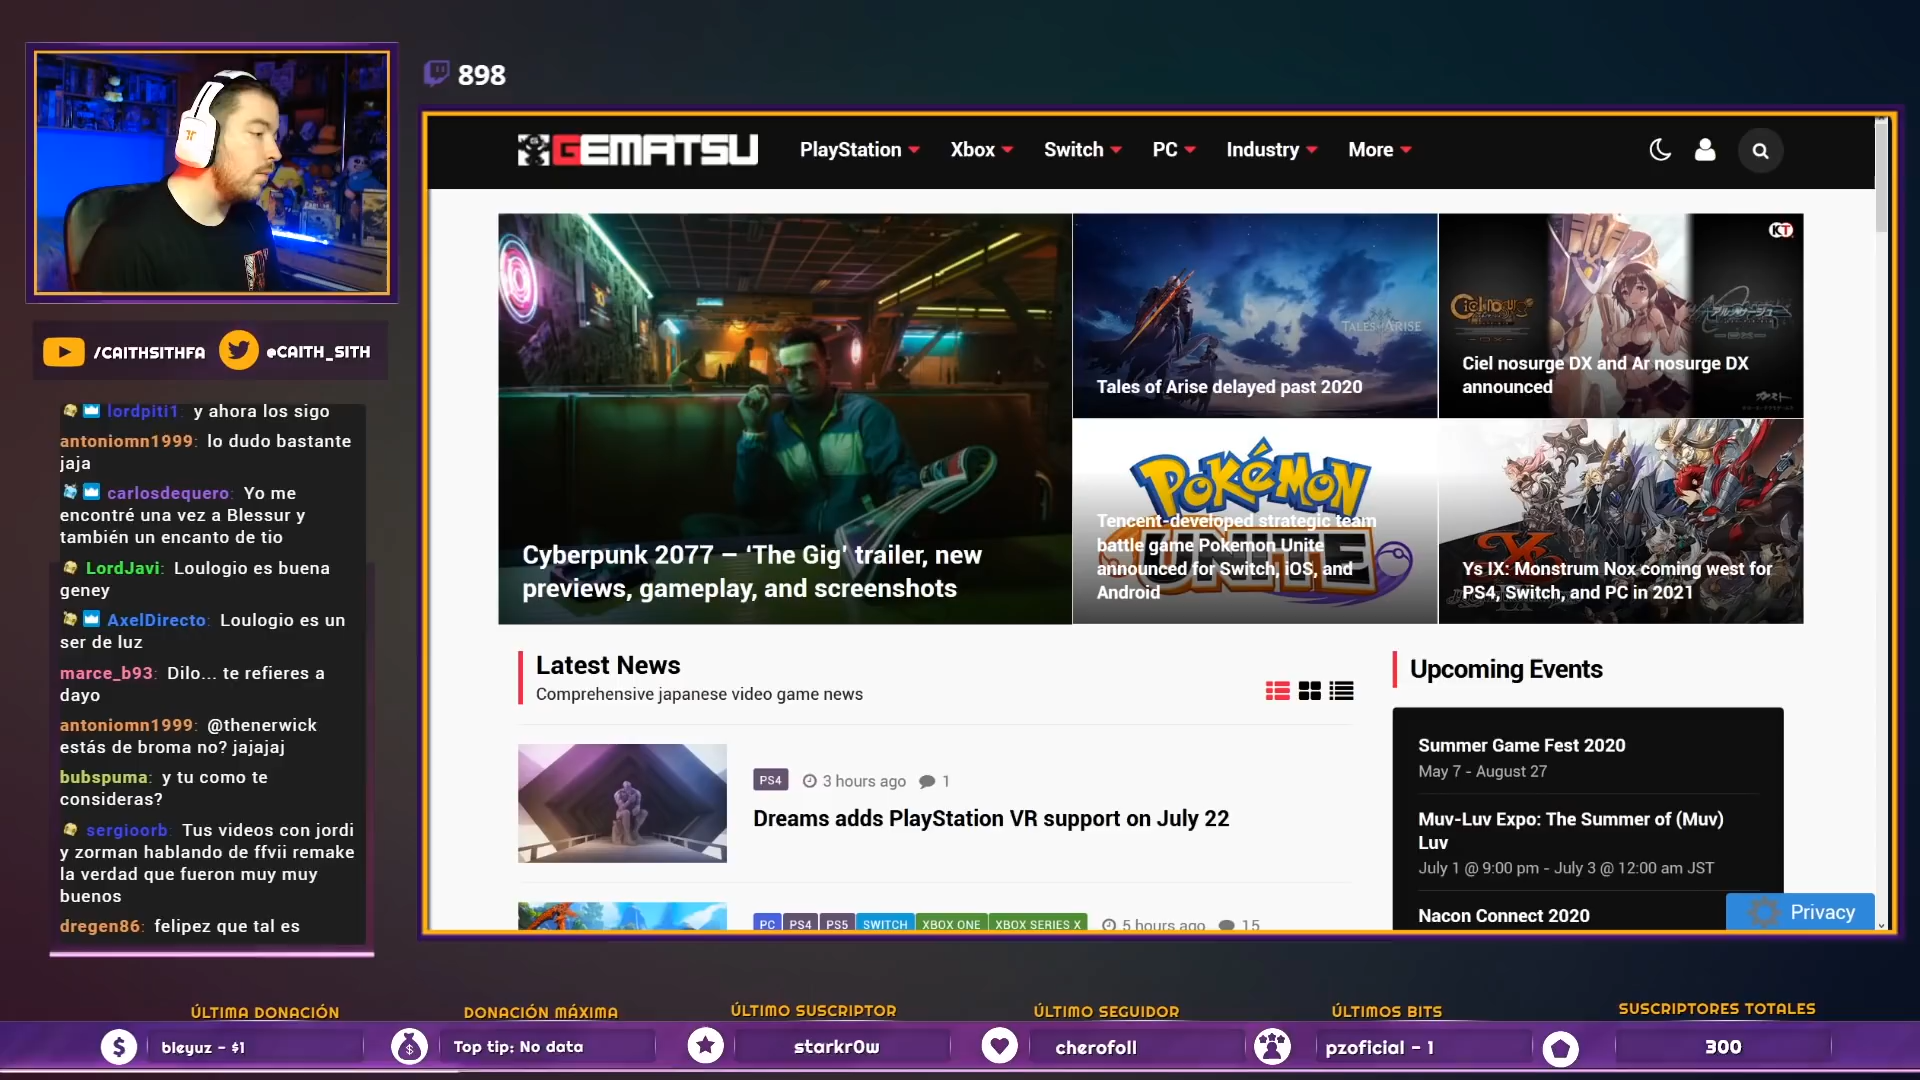 898
GEMATSU
PlayStation
Xbox
Switch
PC
Industry
More
/CAITHSITHFA
@CAITH_SITH
lordpiti1: y ahora los sigo
antoniomn1999: lo dudo bastante
jaja
carlosdequero: Yo me
encontré una vez a Blessur y
también un encanto de tio
LordJavi: Loulogio es buena
geney
AxelDirecto: Loulogio es un
ser de luz
marce_b93: Dilo... te refieres a
dayo
antoniomn1999: @thenerwick
estás de broma no? jajajaj
bubspuma: y tu como te
consideras?
sergioorb: Tus videos con jordi
y zorman hablando de ffvii remake
la verdad que fueron muy muy
buenos
dregen86: felipez que tal es
Cyberpunk 2077 – ‘The Gig’ trailer, new
previews, gameplay, and screenshots
TALES OF ARISE
Tales of Arise delayed past 2020
KT
Ciel nosurge DX and Ar nosurge DX
announced
POKéMON
UNITE
Tencent-developed strategic team
battle game Pokemon Unite
announced for Switch, iOS, and
Android
Ys IX: Monstrum Nox coming west for
PS4, Switch, and PC in 2021
Latest News
Comprehensive japanese video game news
PS4
3 hours ago
1
Dreams adds PlayStation VR support on July 22
PC
PS4
PS5
SWITCH
XBOX ONE
XBOX SERIES X
5 hours ago
15
Upcoming Events
Summer Game Fest 2020
May 7 - August 27
Muv-Luv Expo: The Summer of (Muv)
Luv
July 1 @ 9:00 pm - July 3 @ 12:00 am JST
Nacon Connect 2020
Privacy
ÚLTIMA DONACIÓN
bleyuz - $1
DONACIÓN MÁXIMA
Top tip: No data
ÚLTIMO SUSCRIPTOR
starkr0w
ÚLTIMO SEGUIDOR
cherofoll
ÚLTIMOS BITS
pzoficial - 1
SUSCRIPTORES TOTALES
300